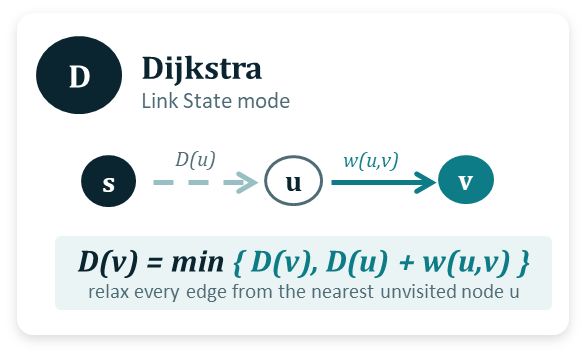 D
Dijkstra
Link State mode
D(u)
w(u,v)
s
u
v
D(v) = min { D(v), D(u) + w(u,v) }
relax every edge from the nearest unvisited node u